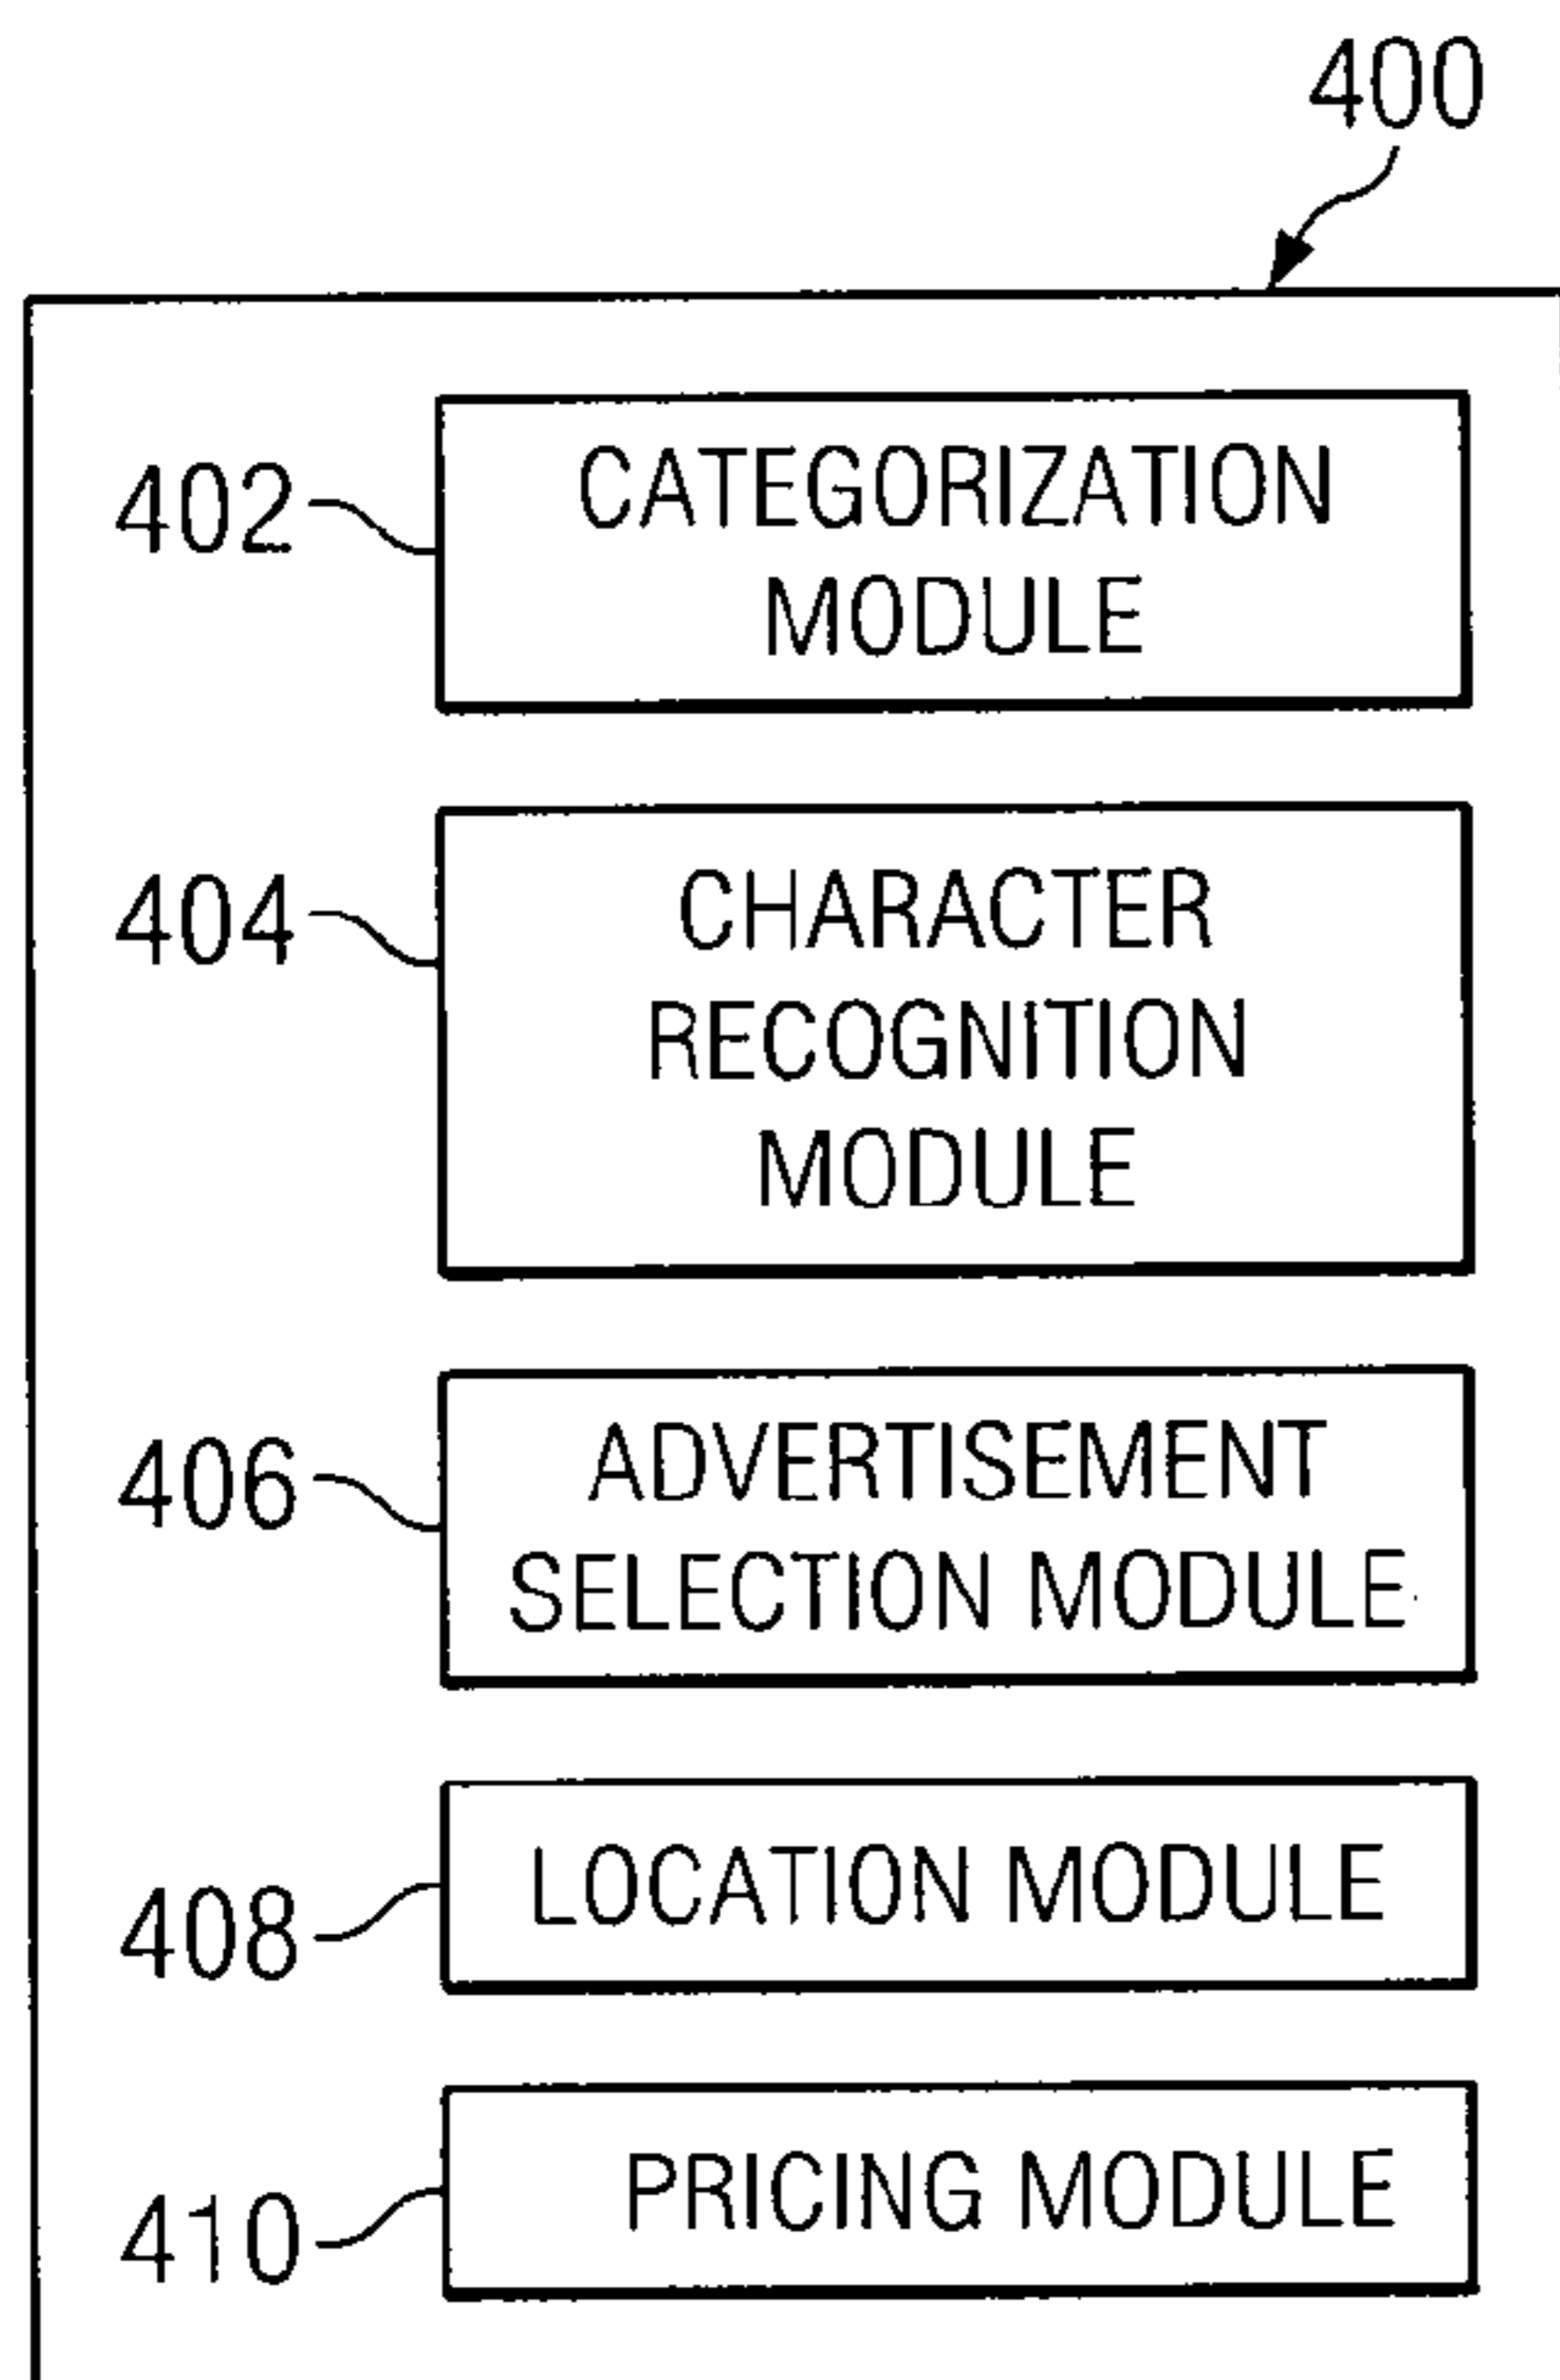 400
402
CATEGORIZATION
MODULE
404
CHARACTER
RECOGNITION
MODULE
406
ADVERTISEMENT
SELECTION MODULE
408
LOCATION MODULE
410
PRICING MODULE